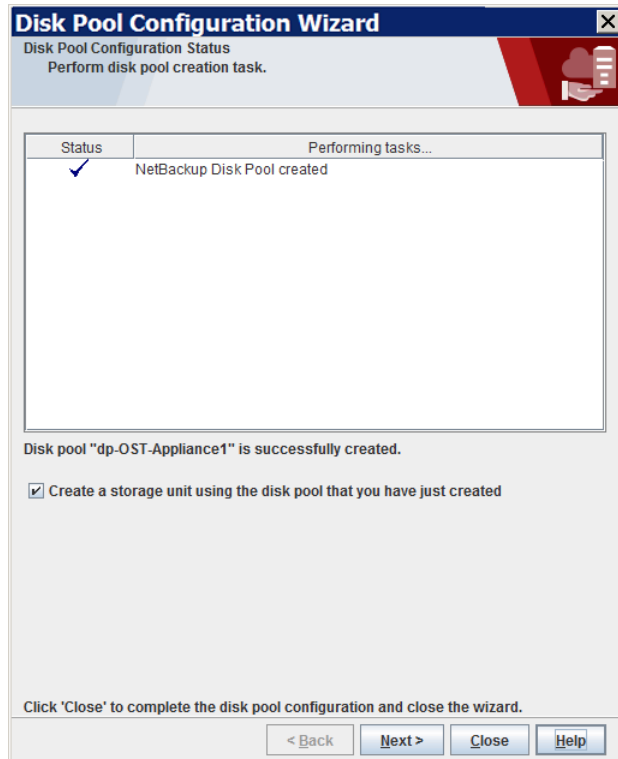 Disk Pool Configuration Wizard
Disk Pool Configuration Status
Perform disk pool creation task.
Status Performing tasks...
NetBackup Disk Pool created
Disk pool "dp-OST-Appliance1" is successfully created.
Create a storage unit using the disk pool that you have just created
Click 'Close' to complete the disk pool configuration and close the wizard.
< Back Next > Close Help